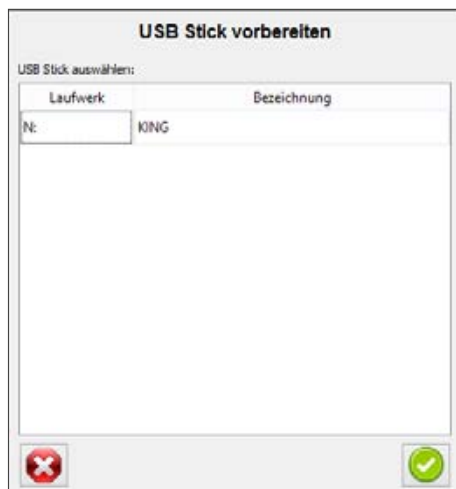 USB Stick vorbereiten
USB Stick auswählen:
Laufwerk Bezeichnung
N: KING